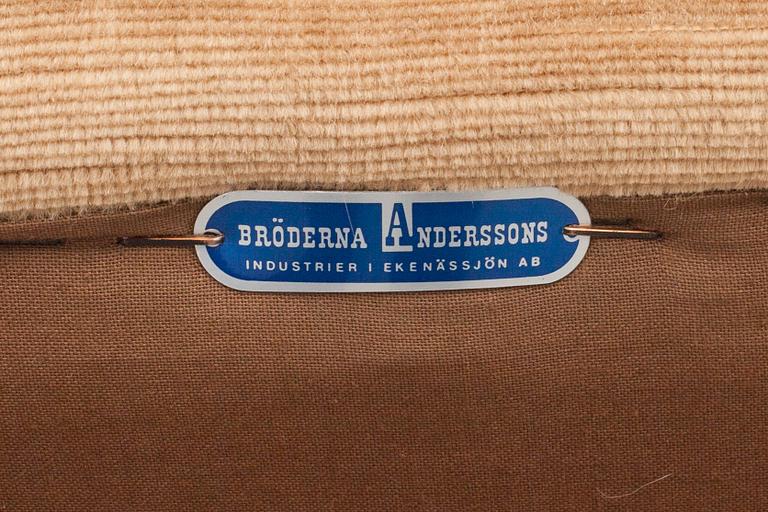 BRÖDERNA ANDERSSONS
INDUSTRIER I EKENÄSSJÖN AB